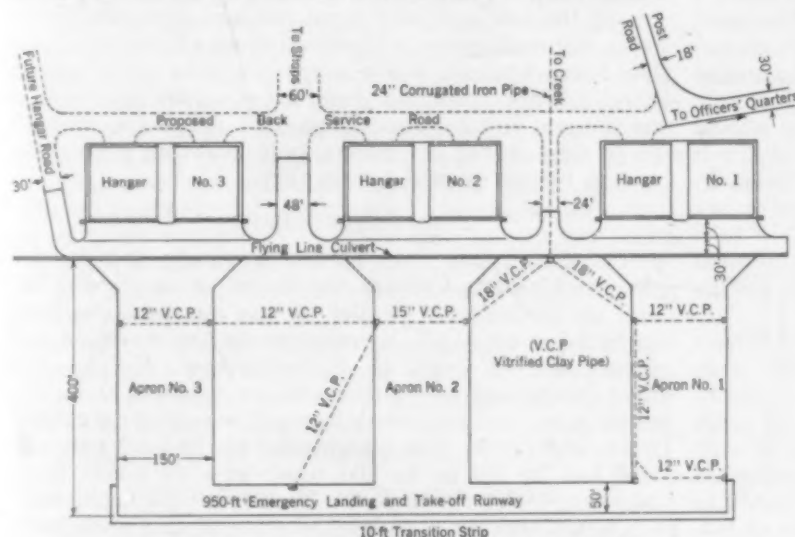 Future Hangar Road
To Shops
60'
24" Corrugated Iron Pipe
To Creek
Post
Road
18'
30'
To Officers' Quarters
Proposed Back Service Road
30'
Hangar No. 3
48'
Hangar No. 2
24'
Hangar No. 1
Flying Line Culvert
30'
12" V.C.P.
12" V.C.P.
15" V.C.P.
18" V.C.P.
18" V.C.P.
12" V.C.P.
(V.C.P
Vitrified Clay Pipe)
400'
Apron No. 3
12" V.C.P.
Apron No. 2
12" V.C.P.
Apron No. 1
150'
12" V.C.P.
950-ft Emergency Landing and Take-off Runway
50'
10-ft Transition Strip